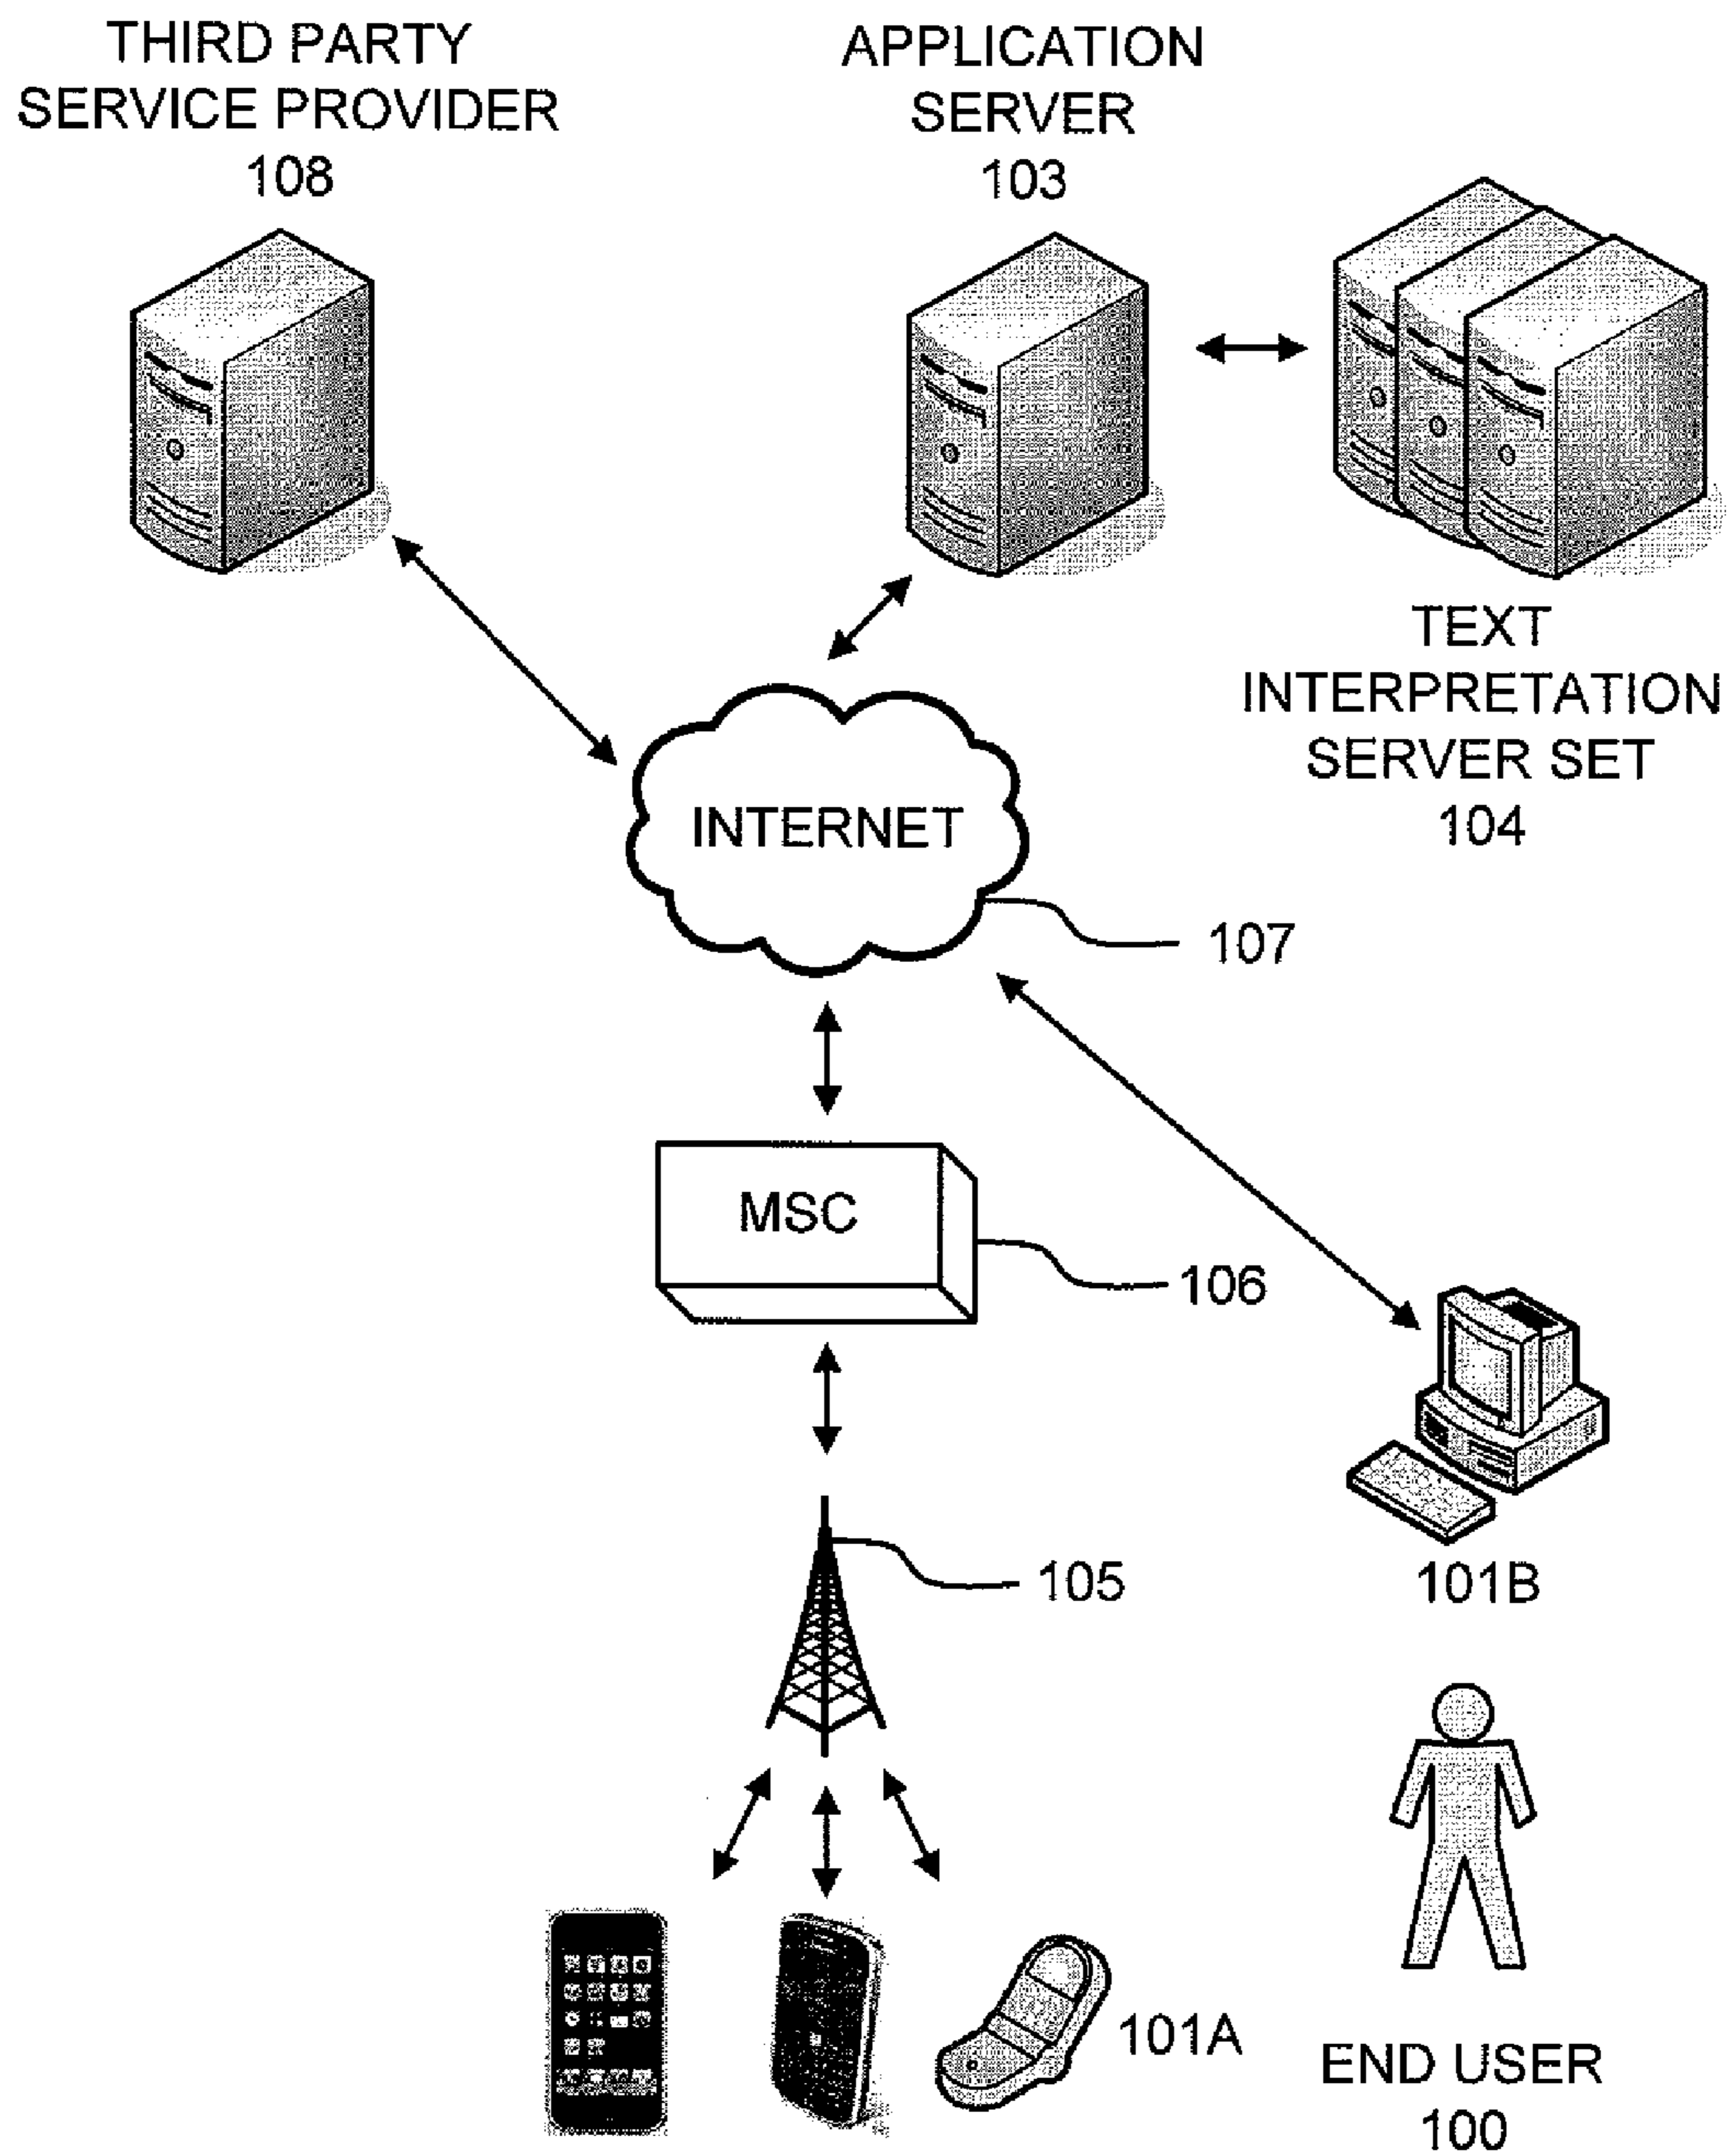 THIRD PARTY
SERVICE PROVIDER
108
APPLICATION
SERVER
103
TEXT
INTERPRETATION
SERVER SET
104
INTERNET
107
MSC
106
105
101B
101A
END USER
100